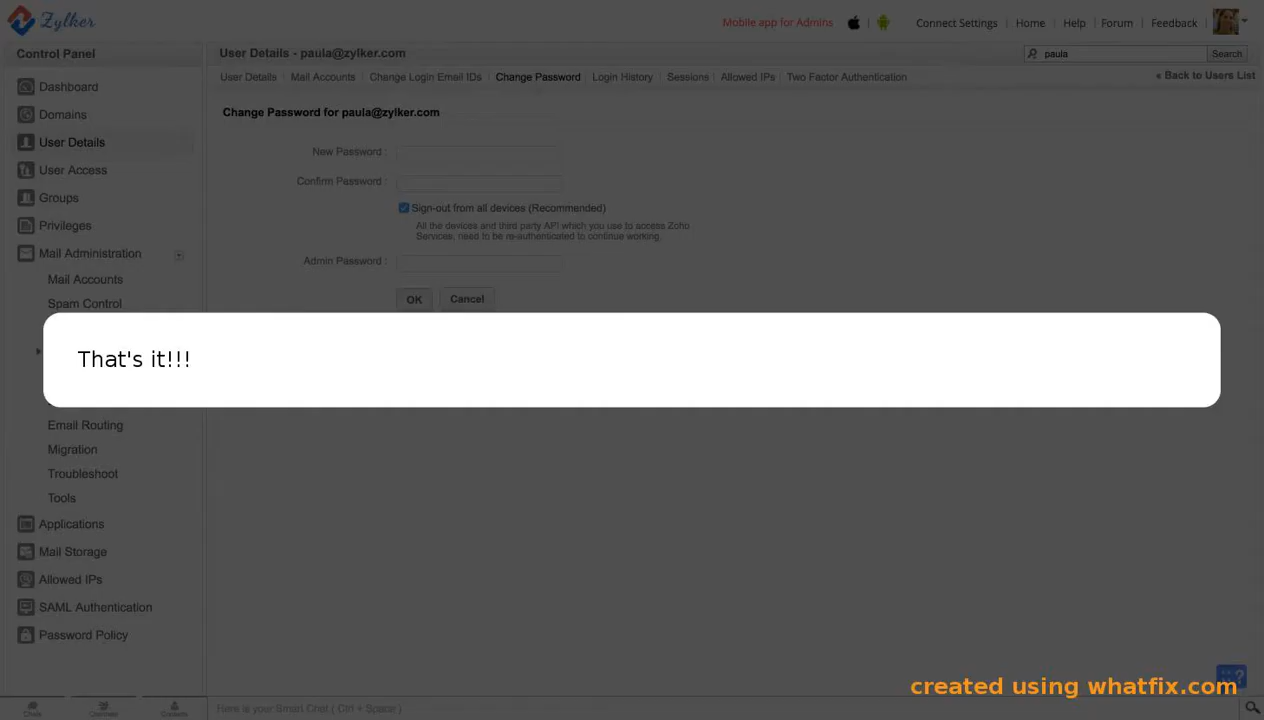 Zylker
Mobile app for Admins | Connect Settings | Home | Help | Forum | Feedback
Control Panel
User Details - paula@zylker.com
paula
Search
User Details | Mail Accounts | Change Login Email IDs | Change Password | Login History | Sessions | Allowed IPs | Two Factor Authentication
« Back to Users List
Dashboard
Domains
User Details
User Access
Groups
Privileges
Mail Administration
Mail Accounts
Spam Control
Change Password for paula@zylker.com
New Password :
Confirm Password :
Sign-out from all devices (Recommended)
All the devices and third party API which you use to access Zoho
Services, need to be re-authenticated to continue working.
Admin Password :
OK
Cancel
That's it!!!
Email Routing
Migration
Troubleshoot
Tools
Applications
Mail Storage
Allowed IPs
SAML Authentication
Password Policy
created using whatfix.com
Chats
Channels
Contacts
Here is your Smart Chat ( Ctrl + Space )